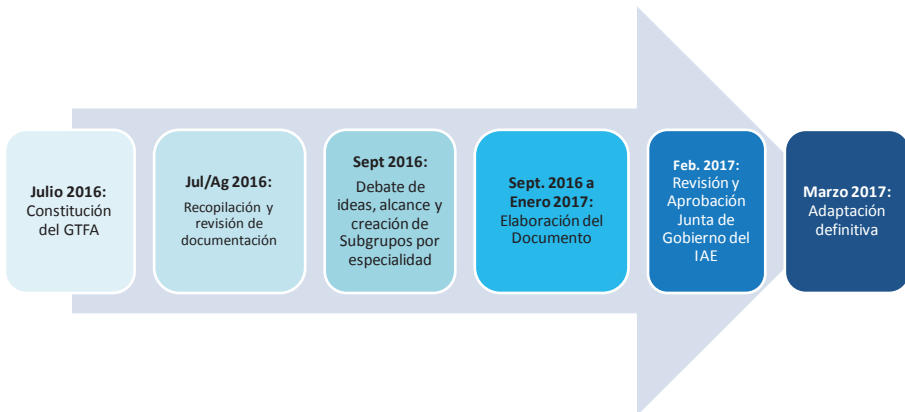 Julio 2016:
Constitución
del GTFA
Jul/Ag 2016:
Recopilación y
revisión de
documentación
Sept 2016:
Debate de
ideas, alcance y
creación de
Subgrupos por
especialidad
Sept. 2016 a
Enero 2017:
Elaboración del
Documento
Feb. 2017:
Revisión y
Aprobación
Junta de
Gobierno del
IAE
Marzo 2017:
Adaptación
definitiva